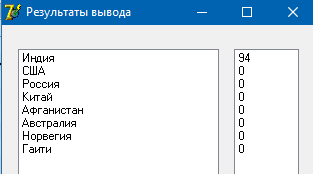 Результаты вывода
Индия 94
США 0
Россия 0
Китай 0
Афганистан 0
Австралия 0
Норвегия 0
Гаити 0